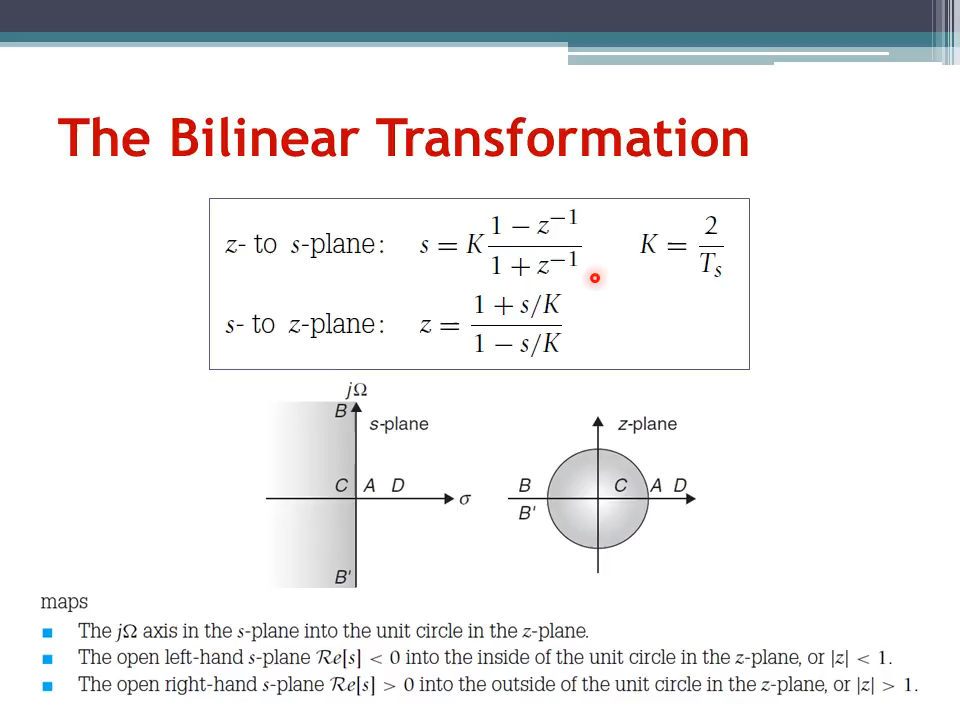 The Bilinear Transformation
z- to s-plane: s = K \frac{1 − z^{−1}}{1 + z^{−1}} K = \frac{2}{T_s}
s- to z-plane: z = \frac{1 + s/K}{1 − s/K}
jΩ
B
s-plane
z-plane
C A D
σ
B
C A D
B'
B'
maps
The jΩ axis in the s-plane into the unit circle in the z-plane.
The open left-hand s-plane Re[s] < 0 into the inside of the unit circle in the z-plane, or |z| < 1.
The open right-hand s-plane Re[s] > 0 into the outside of the unit circle in the z-plane, or |z| > 1.